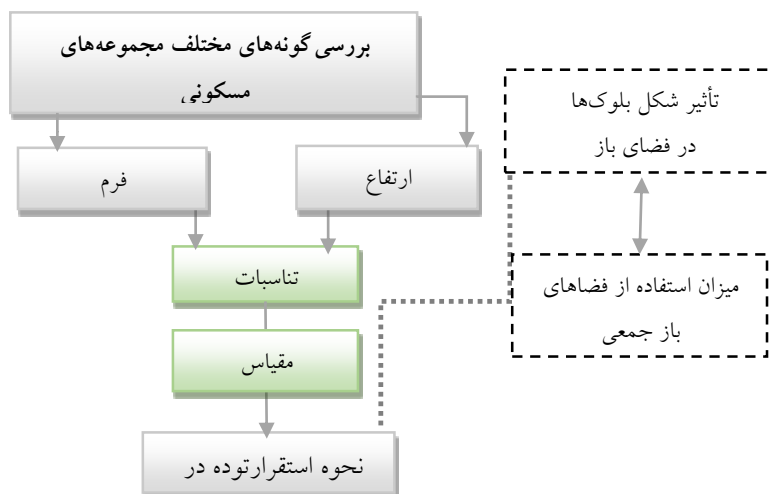 بررسی گونه‌های مختلف مجموعه‌های
مسکونی
تأثیر شکل بلوک‌ها
در فضای باز
ارتفاع
فرم
تناسبات
میزان استفاده از فضاهای
باز جمعی
مقیاس
نحوه استقرارتوده در